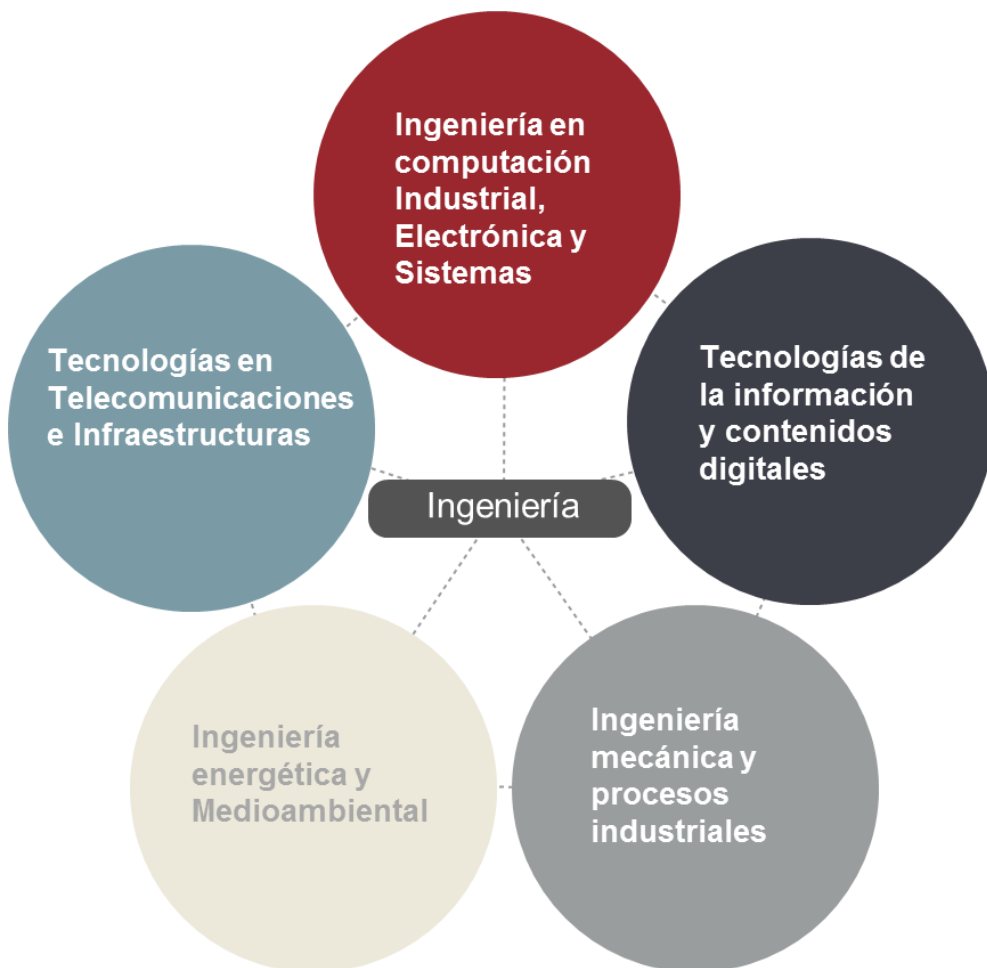 Ingeniería en
computación
Industrial,
Electrónica y
Sistemas
Tecnologías en
Telecomunicaciones
e Infraestructuras
Tecnologías de
la información
y contenidos
digitales
Ingeniería
Ingeniería
energética y
Medioambiental
Ingeniería
mecánica y
procesos
industriales